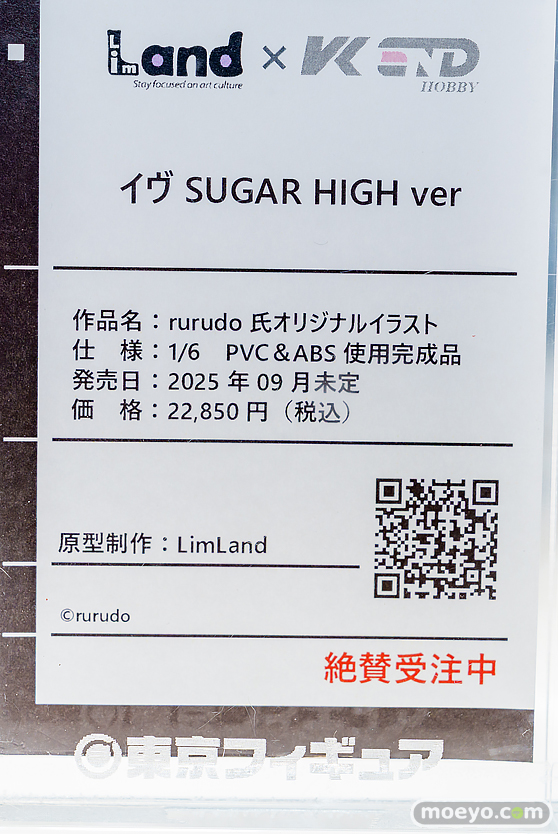 LimLand × VKEND HOBBY
Stay focused on art culture
イヴ SUGAR HIGH ver
作品名：rurudo 氏オリジナルイラスト
仕　様：1/6　PVC＆ABS 使用完成品
発売日：2025 年 09 月未定
価　格：22,850 円（税込）
原型制作：LimLand
©rurudo
絶賛受注中
東京フィギュア
moeyo.com